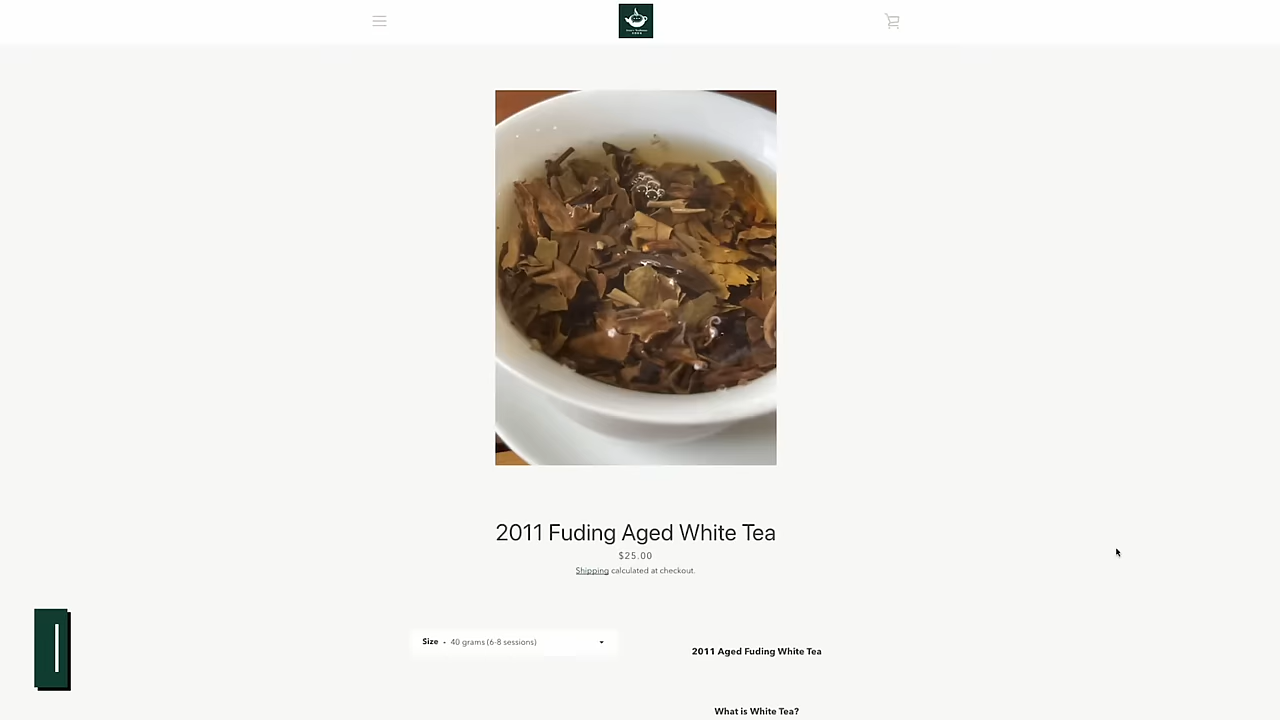 2011 Fuding Aged White Tea
$25.00
Shipping calculated at checkout.
Size • 40 grams (6-8 sessions)
2011 Aged Fuding White Tea
What is White Tea?